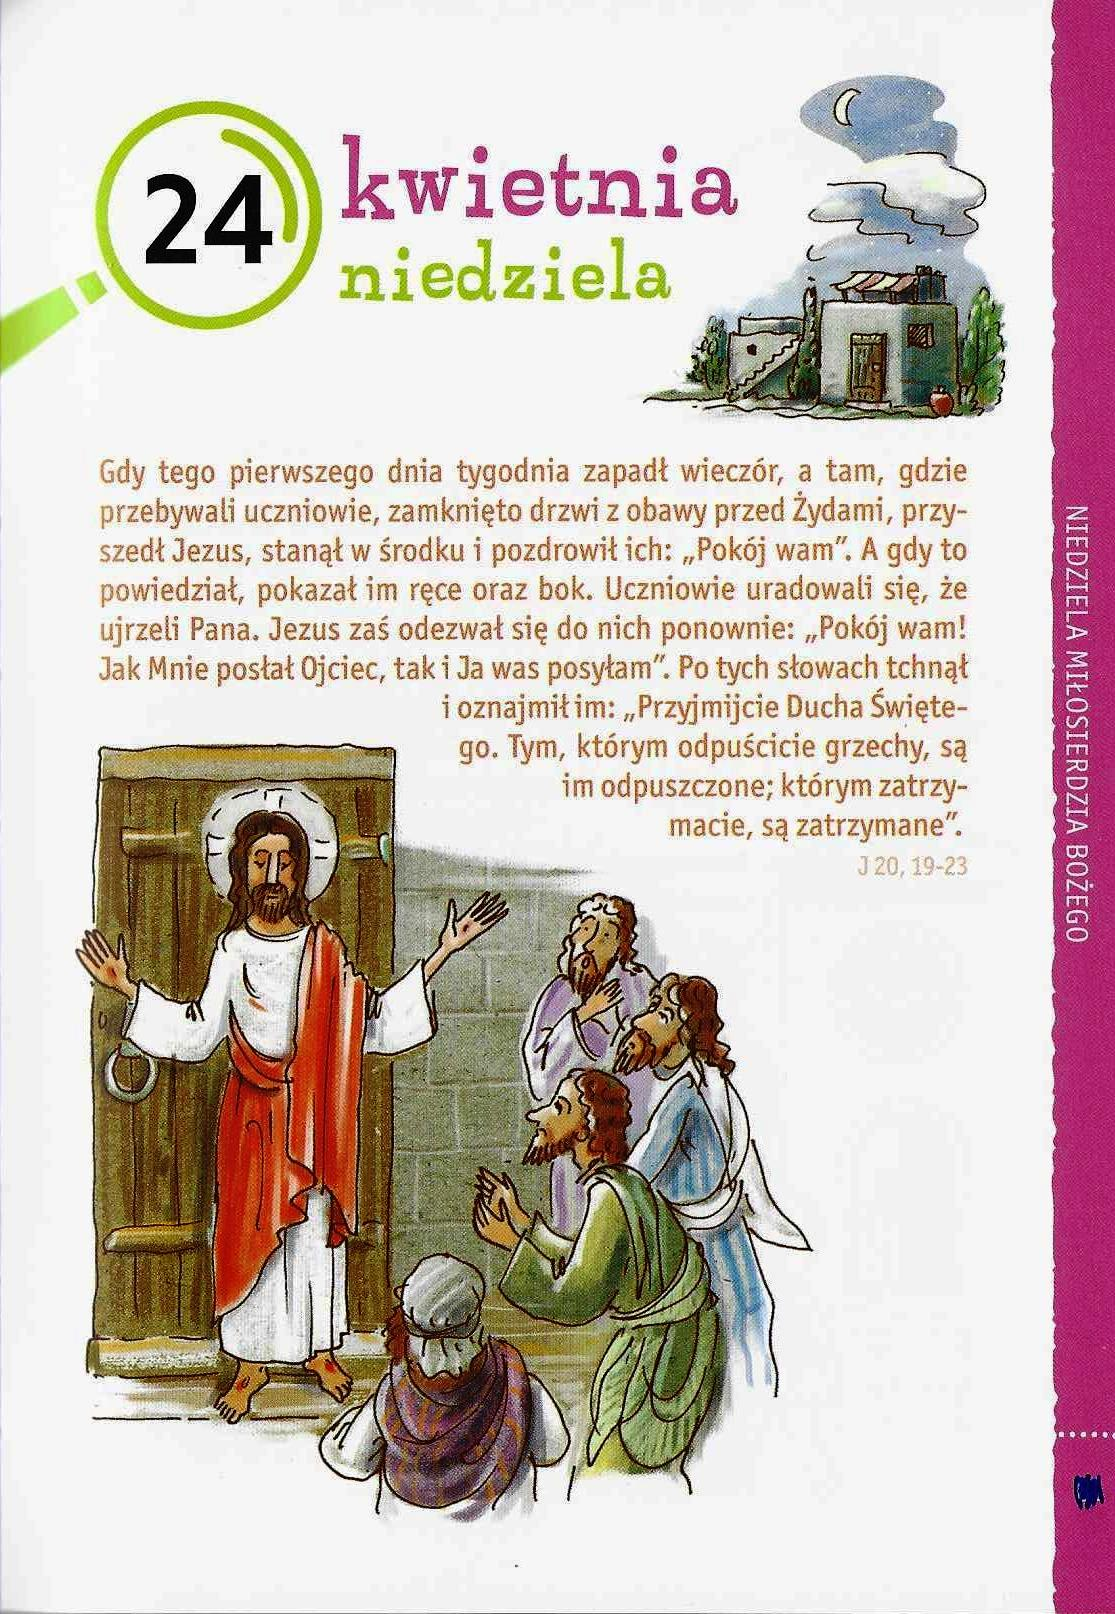 24
kwietnia
niedziela
Gdy tego pierwszego dnia tygodnia zapadł wieczór, a tam, gdzie
przebywali uczniowie, zamknięto drzwi z obawy przed Żydami, przy-
szedł Jezus, stanął w środku i pozdrowił ich: „Pokój wam”. A gdy to
powiedział, pokazał im ręce oraz bok. Uczniowie uradowali się, że
ujrzeli Pana. Jezus zaś odezwał się do nich ponownie: „Pokój wam!
Jak Mnie posłał Ojciec, tak i Ja was posyłam”. Po tych słowach tchnął
i oznajmił im: „Przyjmijcie Ducha Święte-
go. Tym, którym odpuścicie grzechy, są
im odpuszczone; którym zatrzy-
macie, są zatrzymane”.
J 20, 19-23
NIEDZIELA MIŁOSIERDZIA BOŻEGO